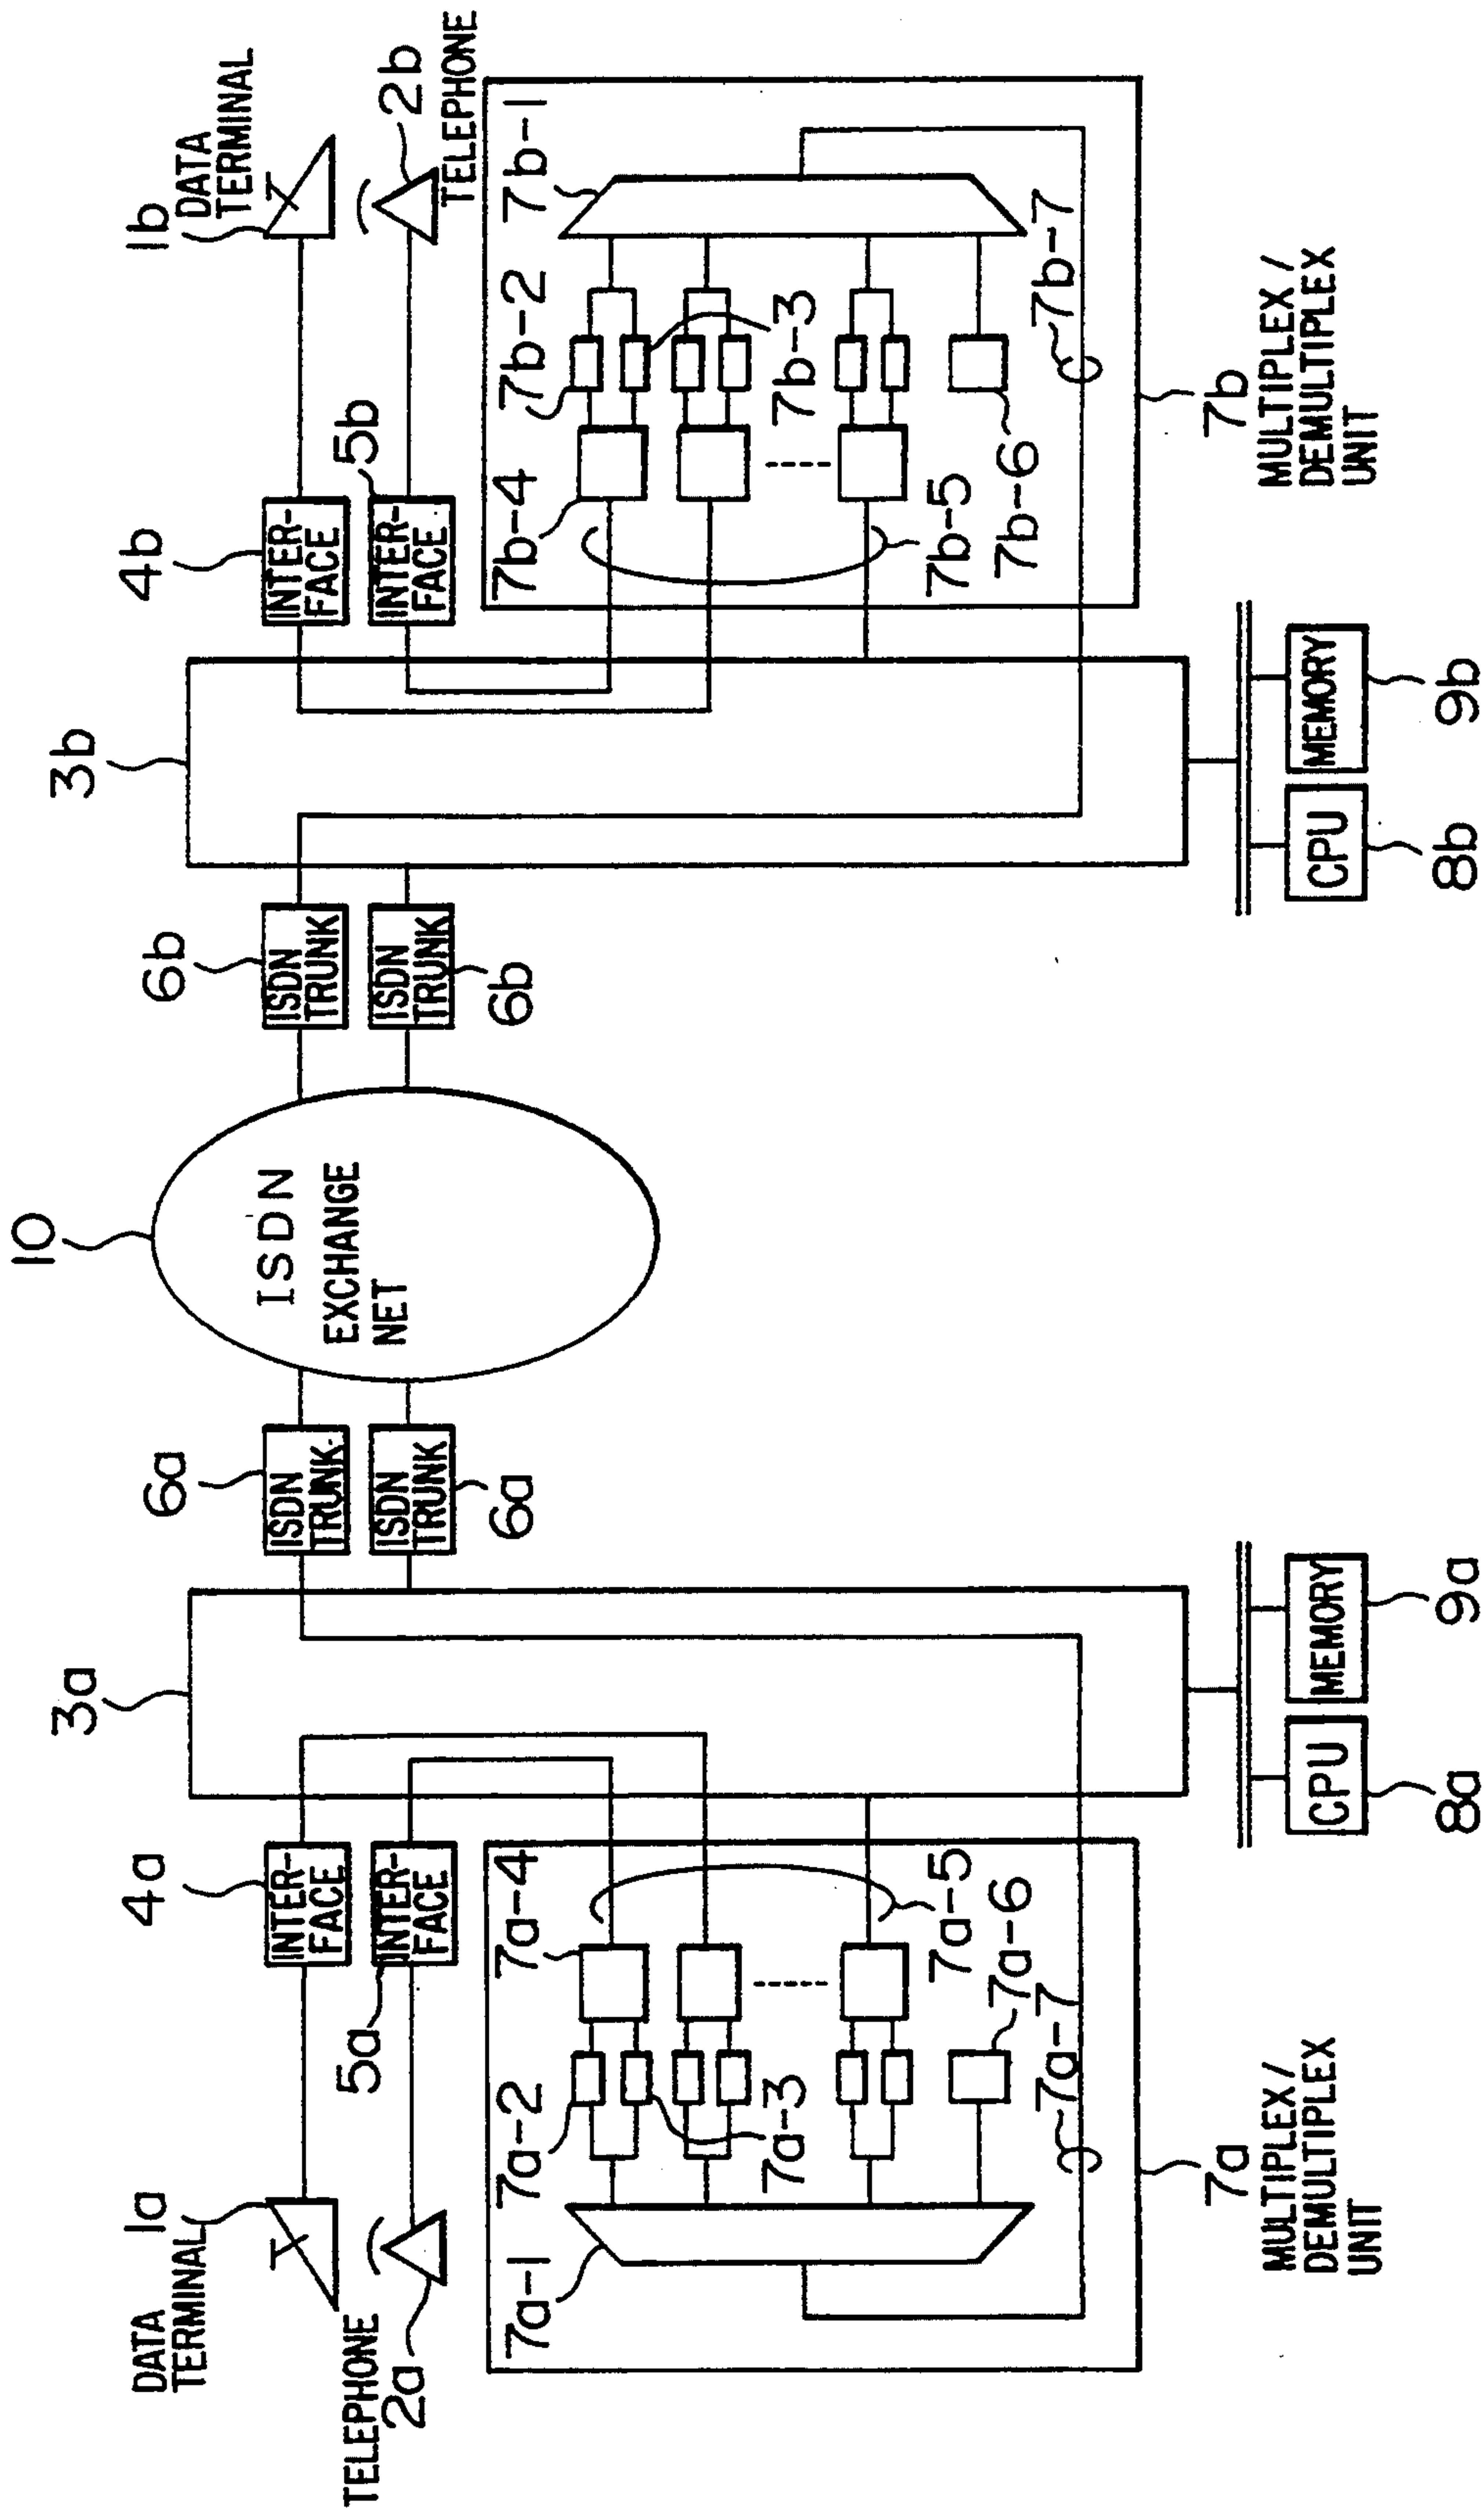 10
3a
3b
1a
DATA
TERMINAL
4a
INTER-
FACE
6a
ISDN
TRUNK
ISDN
EXCHANGE
NET
6b
ISDN
TRUNK
4b
INTER-
FACE
1b
DATA
TERMINAL
TELEPHONE
2a
5a
INTER-
FACE
ISDN
TRUNK
6a
ISDN
TRUNK
6b
5b
INTER-
FACE
2b
TELEPHONE
7a-1
7a-2
7a-4
7a-3
7a-5
7a-6
7a-7
7b-4
7b-2
7b-1
7b-3
7b-5
7b-6
7b-7
7a
MULTIPLEX/
DEMULTIPLEX
UNIT
CPU
MEMORY
8a
9a
CPU
MEMORY
8b
9b
7b
MULTIPLEX/
DEMULTIPLEX
UNIT